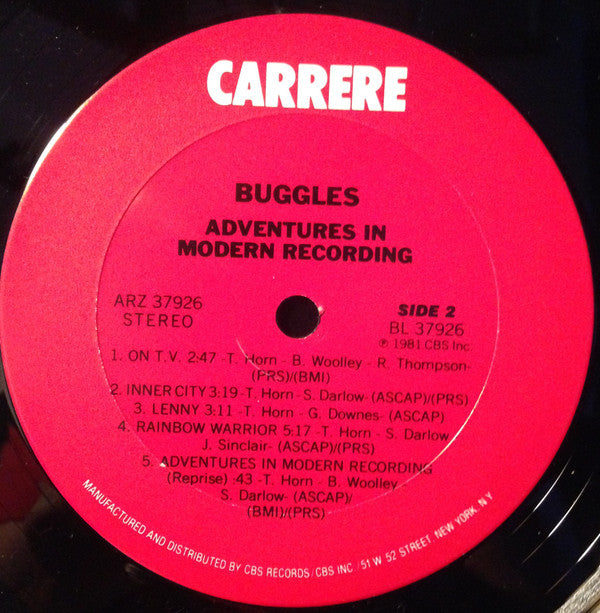 CARRERE
BUGGLES
ADVENTURES IN
MODERN RECORDING
ARZ 37926
STEREO
SIDE 2
BL 37926
℗ 1981 CBS Inc.
1. ON T.V. 2:47 -T. Horn - B. Woolley - R. Thompson-
(PRS)/(BMI)
2. INNER CITY 3:19 -T. Horn - S. Darlow- (ASCAP)/(PRS)
3. LENNY 3:11 -T. Horn - G. Downes- (ASCAP)
4. RAINBOW WARRIOR 5:17 -T. Horn - S. Darlow
J. Sinclair- (ASCAP)/(PRS)
5. ADVENTURES IN MODERN RECORDING
(Reprise) :43 -T. Horn - B. Woolley -
S. Darlow- (ASCAP)/
(BMI)/(PRS)
MANUFACTURED AND DISTRIBUTED BY CBS RECORDS/CBS INC./51 W 52 STREET, NEW YORK, N.Y.